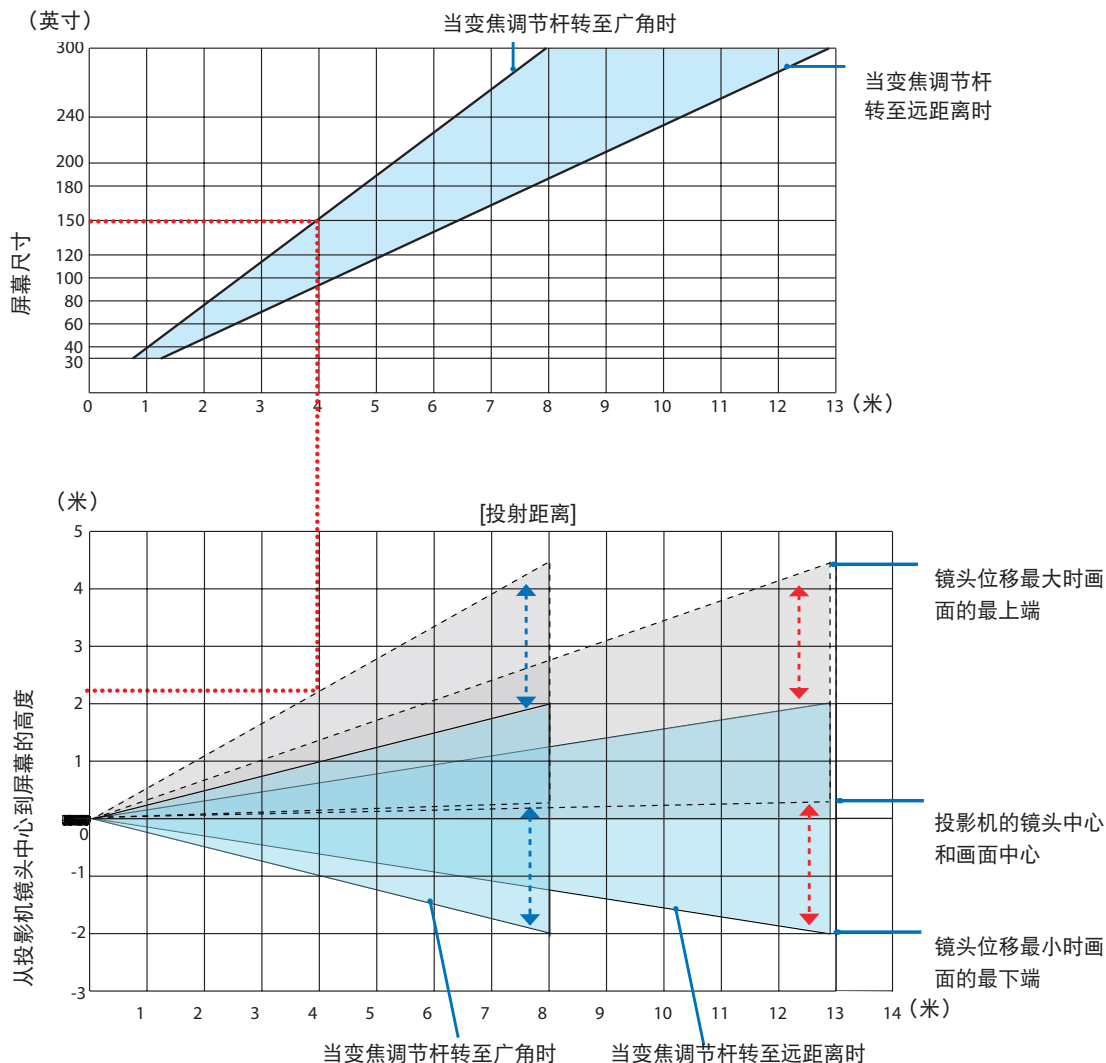 （英寸）
当变焦调节杆转至广角时
当变焦调节杆
转至远距离时
屏幕尺寸
300
240
200
180
150
120
100
80
60
40
30
0 1 2 3 4 5 6 7 8 9 10 11 12 13（米）
（米）
[投射距离]
从投影机镜头中心到屏幕的高度
5
4
3
2
1
0
-1
-2
-3
镜头位移最大时画
面的最上端
投影机的镜头中心
和画面中心
镜头位移最小时画
面的最下端
1 2 3 4 5 6 7 8 9 10 11 12 13 14（米）
当变焦调节杆转至广角时
当变焦调节杆转至远距离时